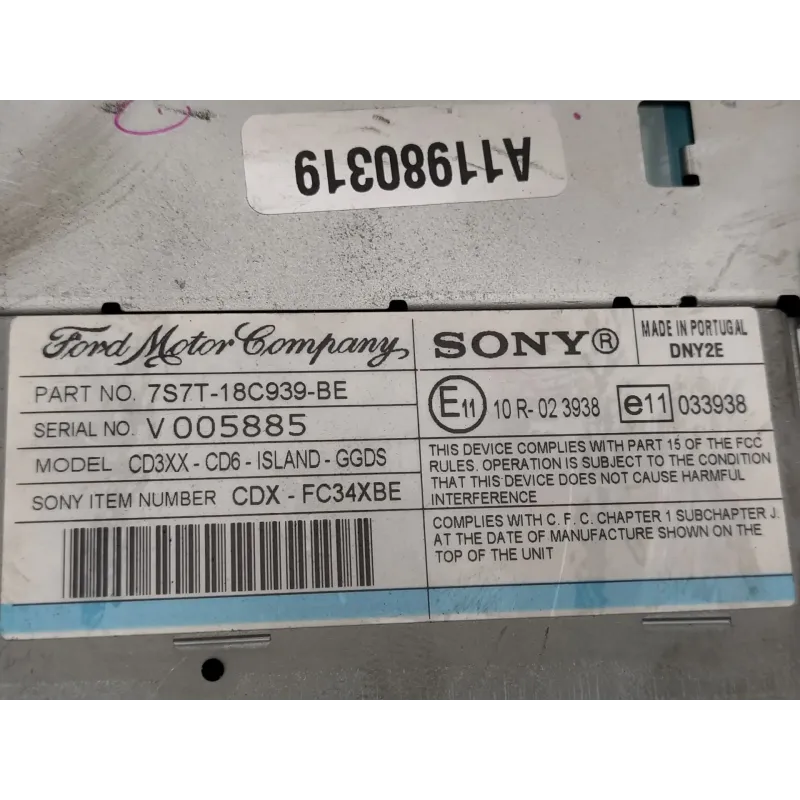 A11980319
Ford Motor Company
PART NO. 7S7T-18C939-BE
SERIAL NO. V 005885
MODEL CD3XX - CD6 - ISLAND - GGDS
SONY ITEM NUMBER CDX - FC34XBE
SONY®
MADE IN PORTUGAL
DNY2E
E11 10 R- 02 3938 e11 033938
THIS DEVICE COMPLIES WITH PART 15 OF THE FCC
RULES. OPERATION IS SUBJECT TO THE CONDITION
THAT THIS DEVICE DOES NOT CAUSE HARMFUL
INTERFERENCE
COMPLIES WITH C. F. C. CHAPTER 1 SUBCHAPTER J.
AT THE DATE OF MANUFACTURE SHOWN ON THE
TOP OF THE UNIT